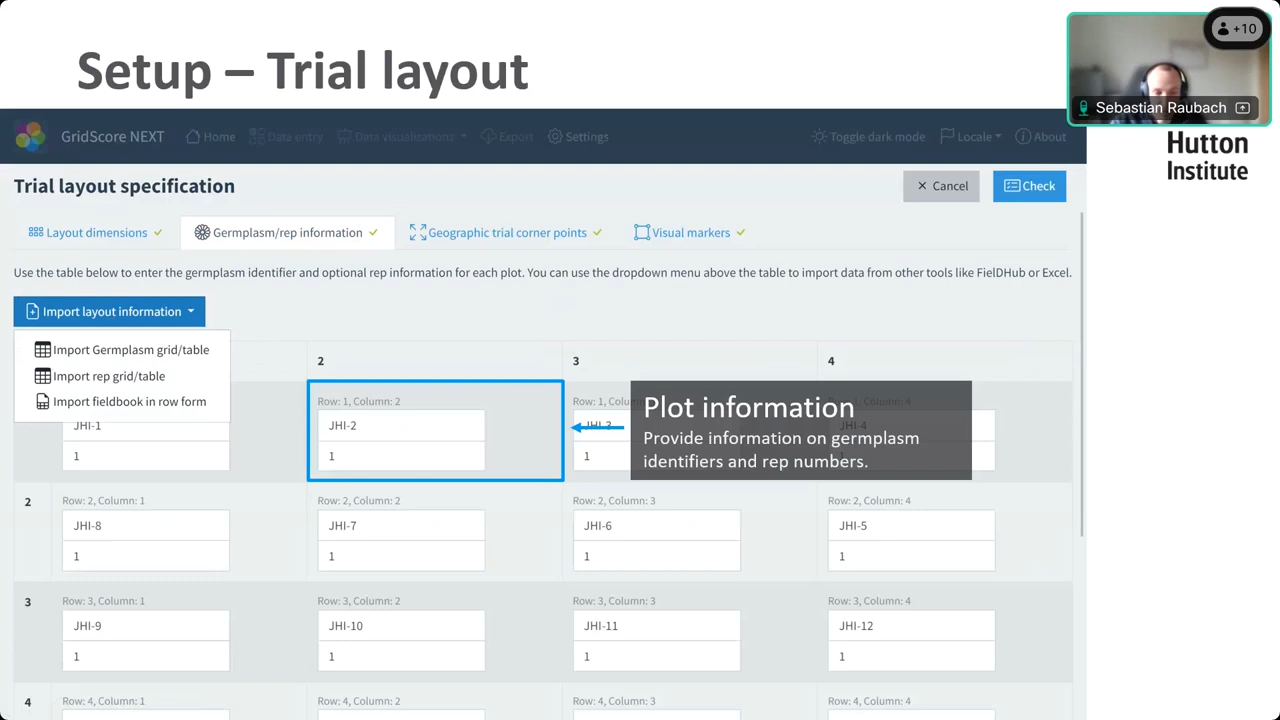 Setup – Trial layout
+10
Sebastian Raubach
Hutton
Institute
GridScore NEXT
Home
Data entry
Data visualisations
Export
Settings
Toggle dark mode
Locale
About
Trial layout specification
Cancel
Check
Layout dimensions
Germplasm/rep information
Geographic trial corner points
Visual markers
Use the table below to enter the germplasm identifier and optional rep information for each plot. You can use the dropdown menu above the table to import data from other tools like FielDHub or Excel.
Import layout information
Import Germplasm grid/table
Import rep grid/table
Import fieldbook in row form
2
3
4
JHI-1
1
Row: 1, Column: 2
JHI-2
1
Row: 1, Colum
JHI-3
1
Plot information
Provide information on germplasm
identifiers and rep numbers.
JHI-4
2
Row: 2, Column: 1
JHI-8
1
Row: 2, Column: 2
JHI-7
1
Row: 2, Column: 3
JHI-6
1
Row: 2, Column: 4
JHI-5
1
3
Row: 3, Column: 1
JHI-9
1
Row: 3, Column: 2
JHI-10
1
Row: 3, Column: 3
JHI-11
1
Row: 3, Column: 4
JHI-12
1
4
Row: 4, Column: 1
Row: 4, Column: 2
Row: 4, Column: 3
Row: 4, Column: 4